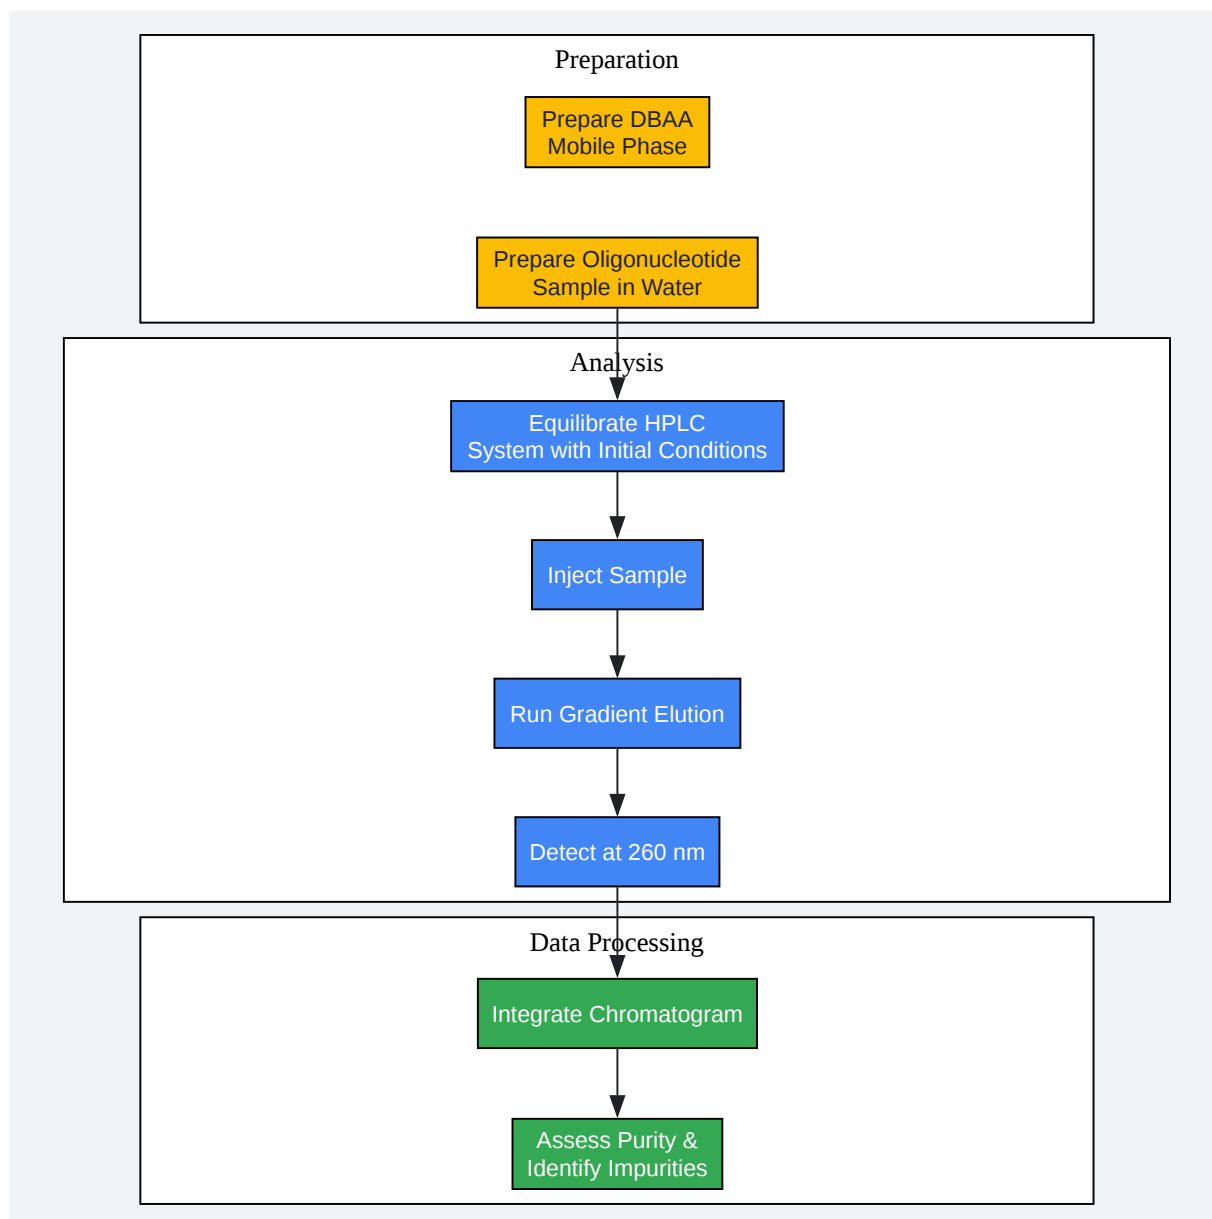 Preparation
Prepare DBAA
Mobile Phase
Prepare Oligonucleotide
Sample in Water
Analysis
Equilibrate HPLC
System with Initial Conditions
Inject Sample
Run Gradient Elution
Detect at 260 nm
Data Processing
Integrate Chromatogram
Assess Purity &
Identify Impurities